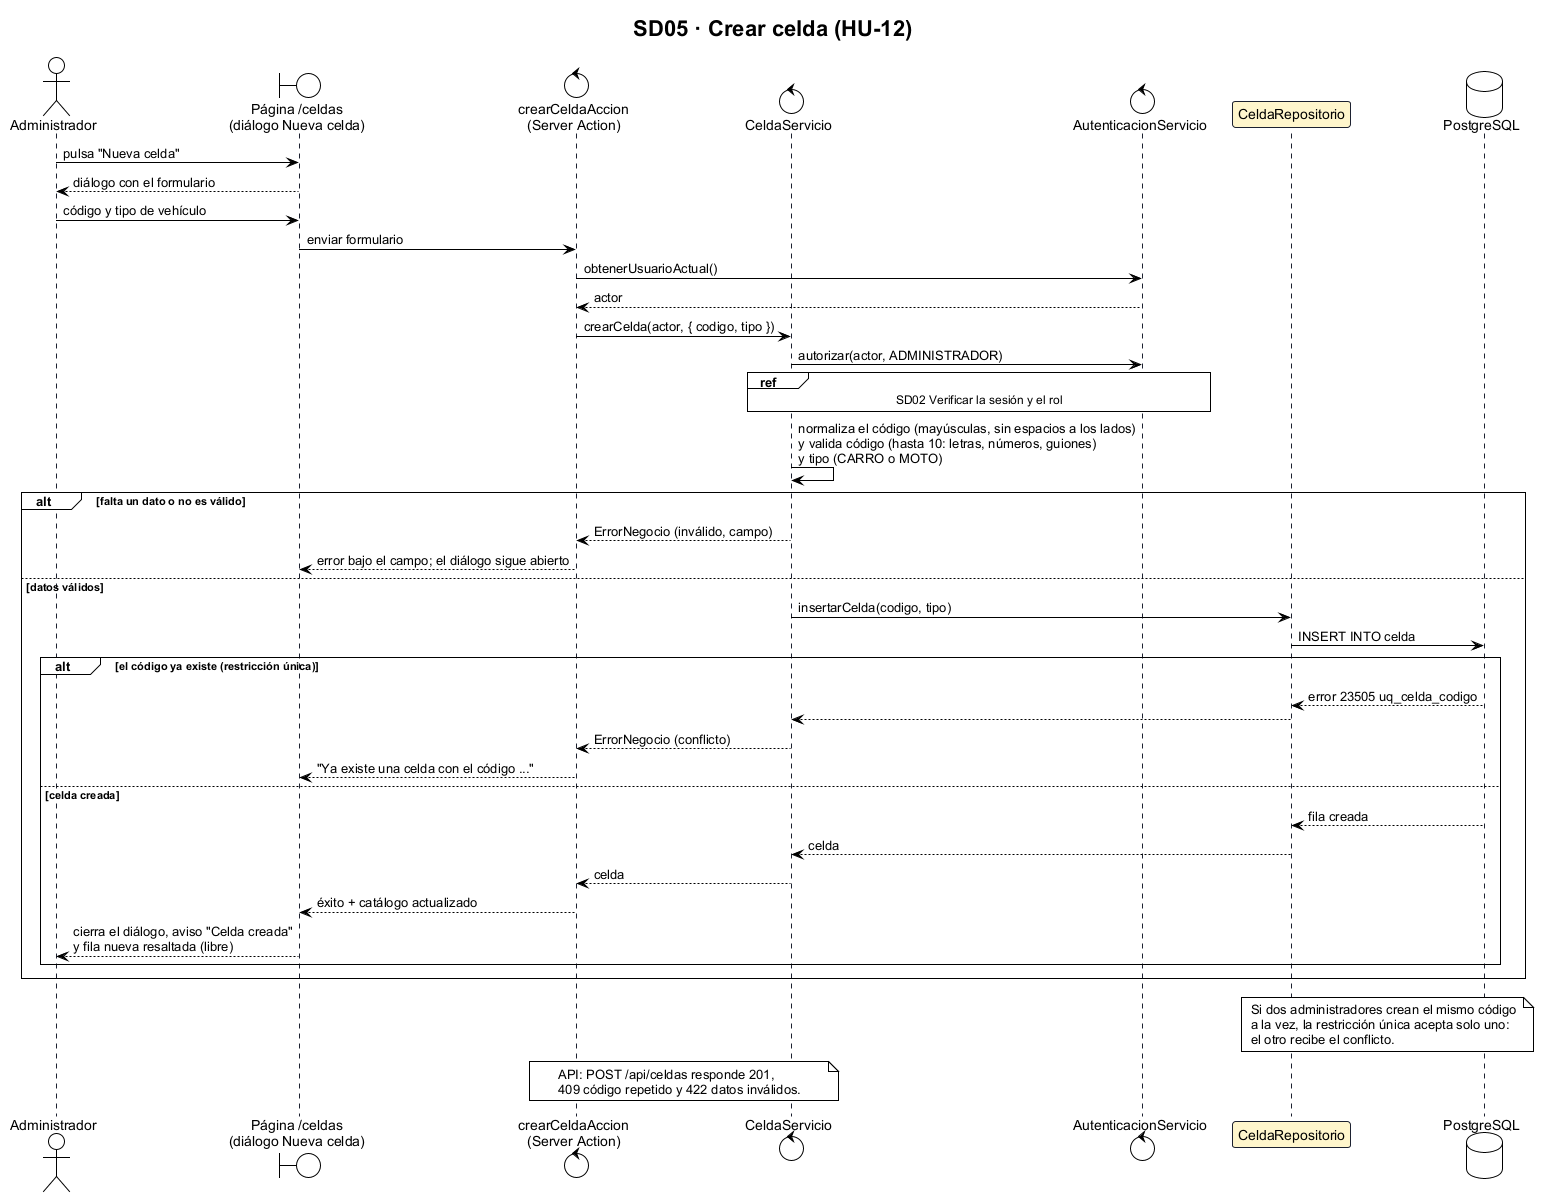 SD05 · Crear celda (HU-12)
Administrador
Página /celdas
(diálogo Nueva celda)
crearCeldaAccion
(Server Action)
CeldaServicio
AutenticacionServicio
CeldaRepositorio
PostgreSQL
pulsa "Nueva celda"
diálogo con el formulario
código y tipo de vehículo
enviar formulario
obtenerUsuarioActual()
actor
crearCelda(actor, { codigo, tipo })
autorizar(actor, ADMINISTRADOR)
ref
SD02 Verificar la sesión y el rol
normaliza el código (mayúsculas, sin espacios a los lados)
y valida código (hasta 10: letras, números, guiones)
y tipo (CARRO o MOTO)
alt [falta un dato o no es válido]
ErrorNegocio (inválido, campo)
error bajo el campo; el diálogo sigue abierto
[datos válidos]
insertarCelda(codigo, tipo)
INSERT INTO celda
alt [el código ya existe (restricción única)]
error 23505 uq_celda_codigo
ErrorNegocio (conflicto)
"Ya existe una celda con el código ..."
[celda creada]
fila creada
celda
celda
éxito + catálogo actualizado
cierra el diálogo, aviso "Celda creada"
y fila nueva resaltada (libre)
Si dos administradores crean el mismo código
a la vez, la restricción única acepta solo uno:
el otro recibe el conflicto.
API: POST /api/celdas responde 201,
409 código repetido y 422 datos inválidos.
Administrador
Página /celdas
(diálogo Nueva celda)
crearCeldaAccion
(Server Action)
CeldaServicio
AutenticacionServicio
CeldaRepositorio
PostgreSQL